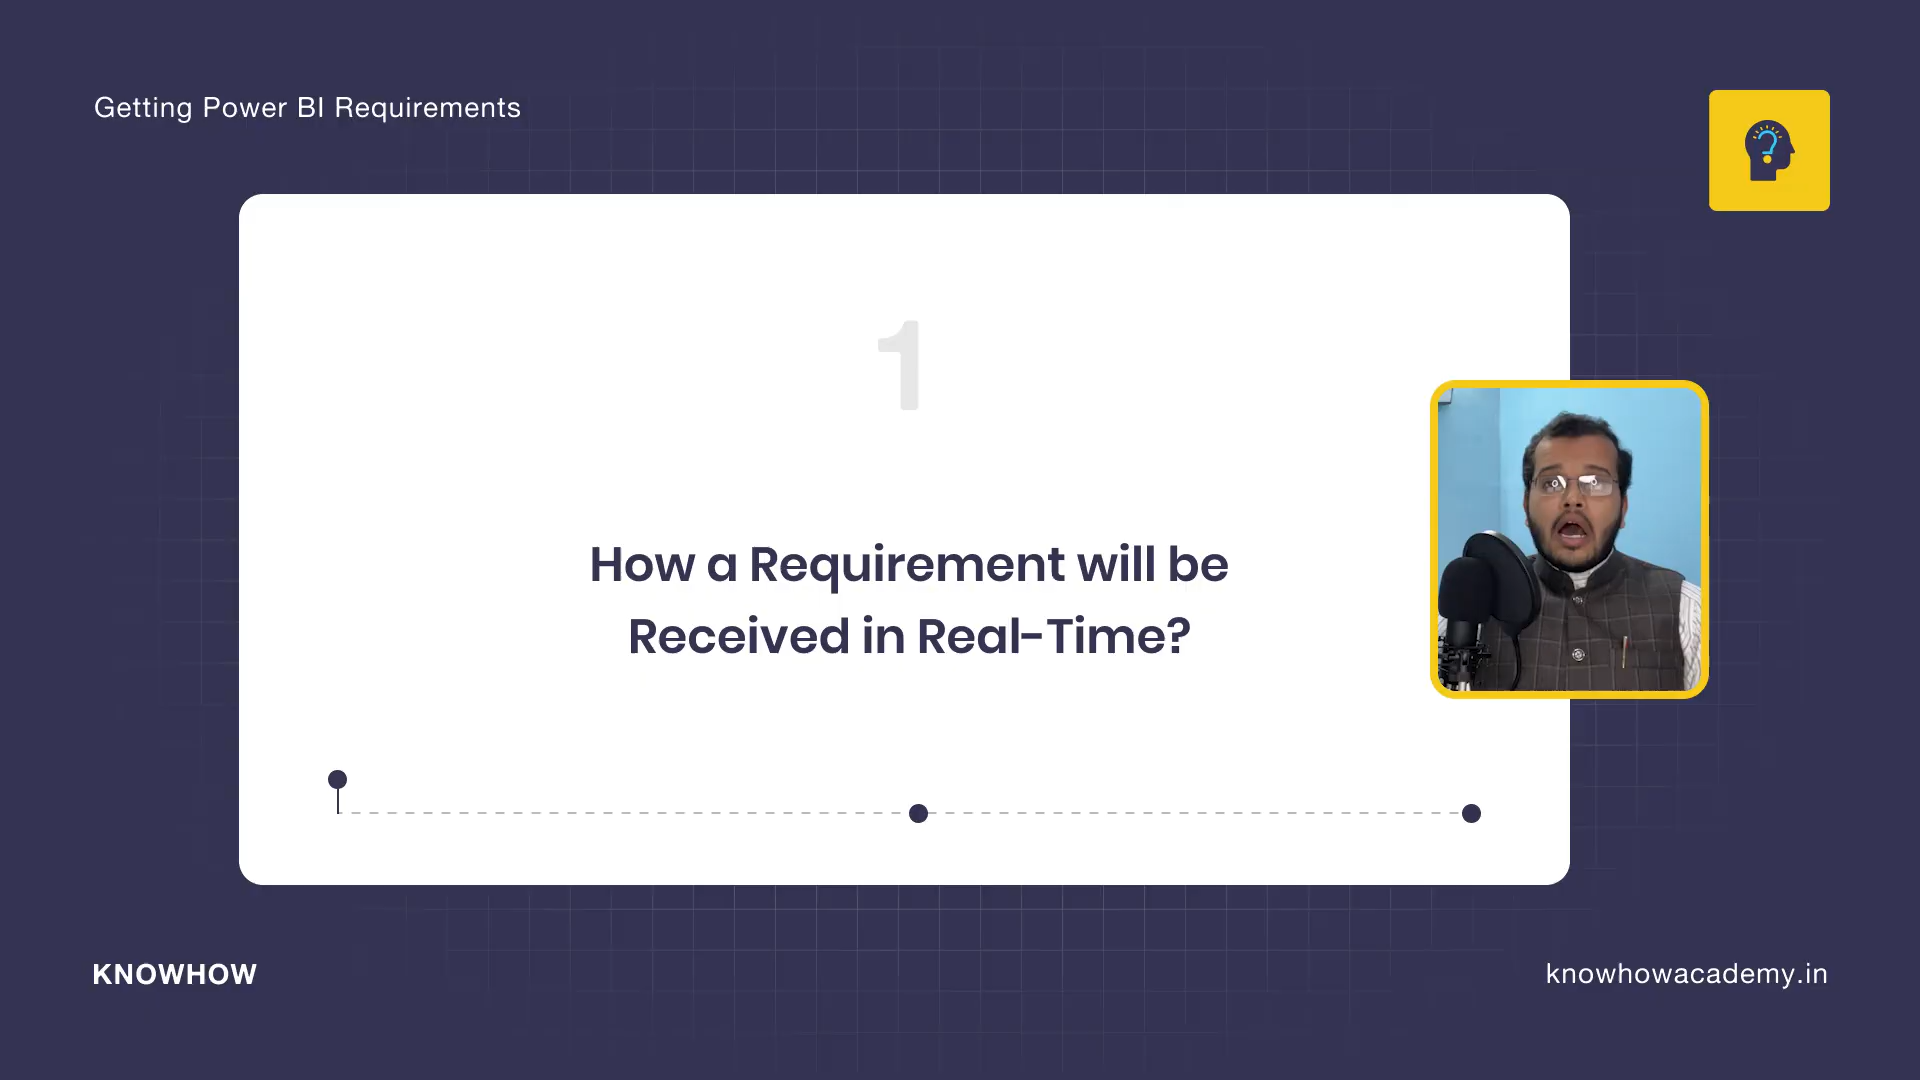 Getting Power BI Requirements
1
How a Requirement will be
Received in Real-Time?
KNOWHOW
knowhowacademy.in